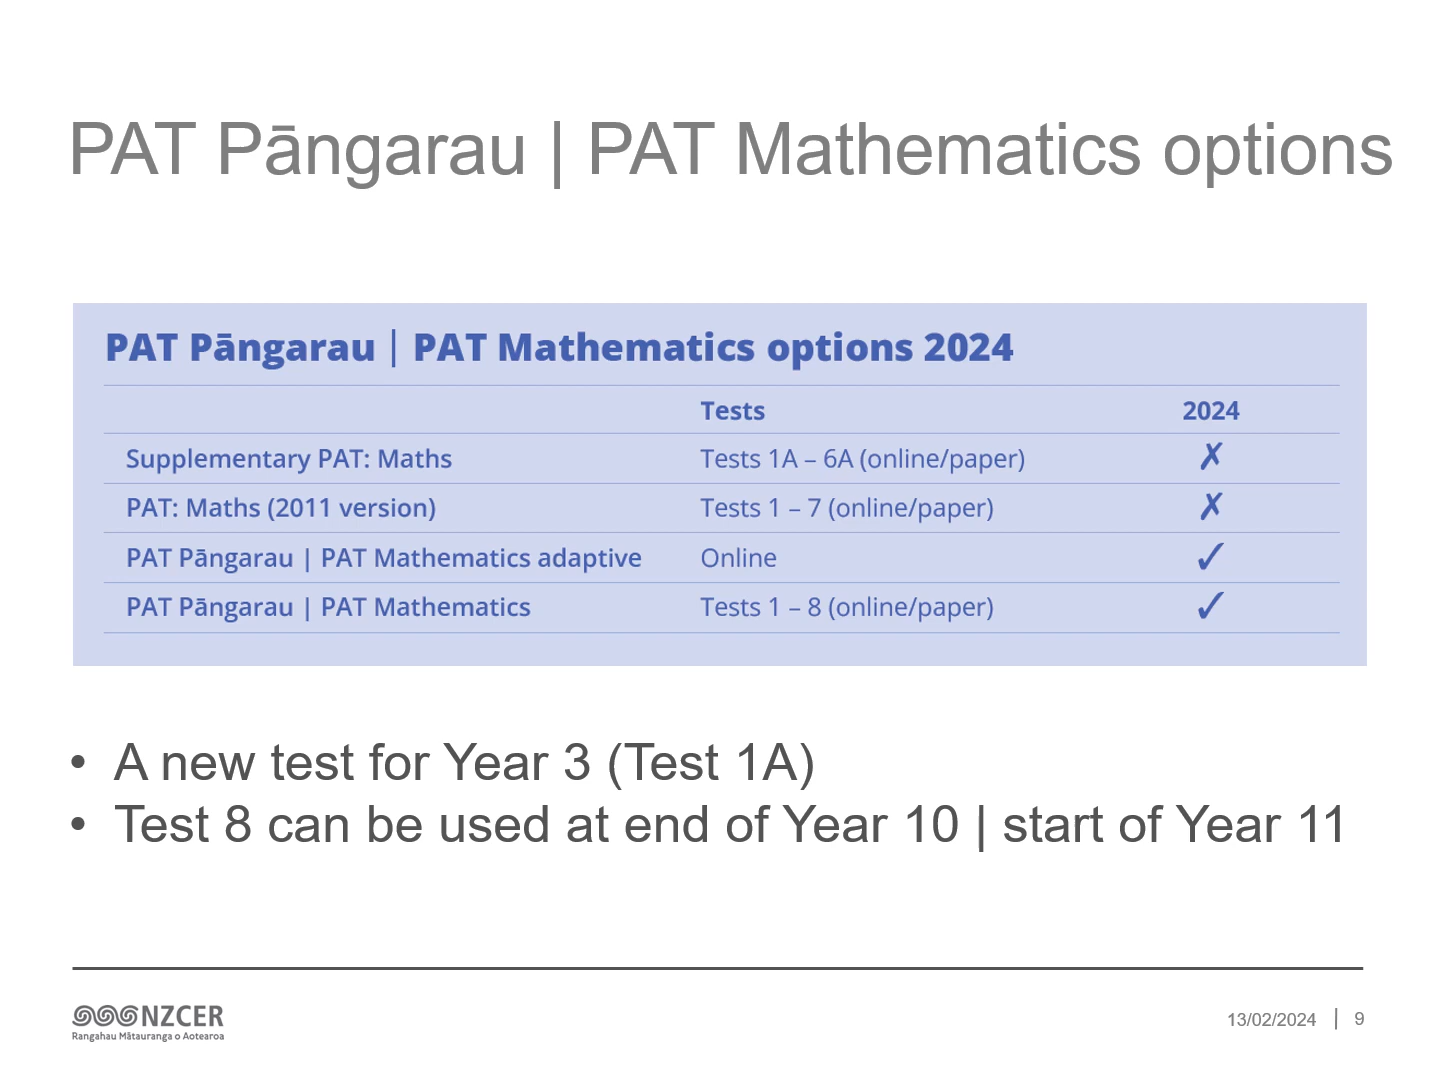 PAT Pāngarau | PAT Mathematics options
PAT Pāngarau | PAT Mathematics options 2024
Tests 2024
Supplementary PAT: Maths Tests 1A – 6A (online/paper) ✗
PAT: Maths (2011 version) Tests 1 – 7 (online/paper) ✗
PAT Pāngarau | PAT Mathematics adaptive Online ✓
PAT Pāngarau | PAT Mathematics Tests 1 – 8 (online/paper) ✓
• A new test for Year 3 (Test 1A)
• Test 8 can be used at end of Year 10 | start of Year 11
NZCER
Rangahau Mātauranga o Aotearoa
13/02/2024 | 9